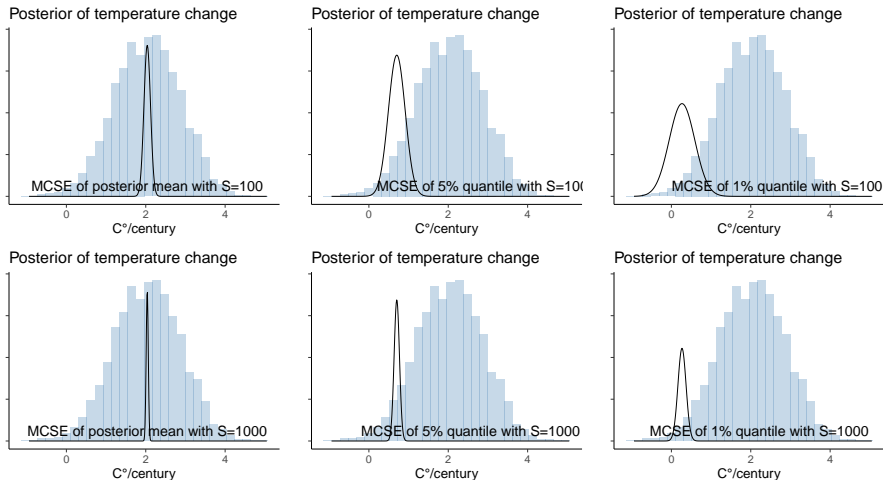 Posterior of temperature change
MCSE of posterior mean with S=100
0 2 4
C°/century
Posterior of temperature change
MCSE of 5% quantile with S=100
0 2 4
C°/century
Posterior of temperature change
MCSE of 1% quantile with S=100
0 2 4
C°/century
Posterior of temperature change
MCSE of posterior mean with S=1000
0 2 4
C°/century
Posterior of temperature change
MCSE of 5% quantile with S=1000
0 2 4
C°/century
Posterior of temperature change
MCSE of 1% quantile with S=1000
0 2 4
C°/century